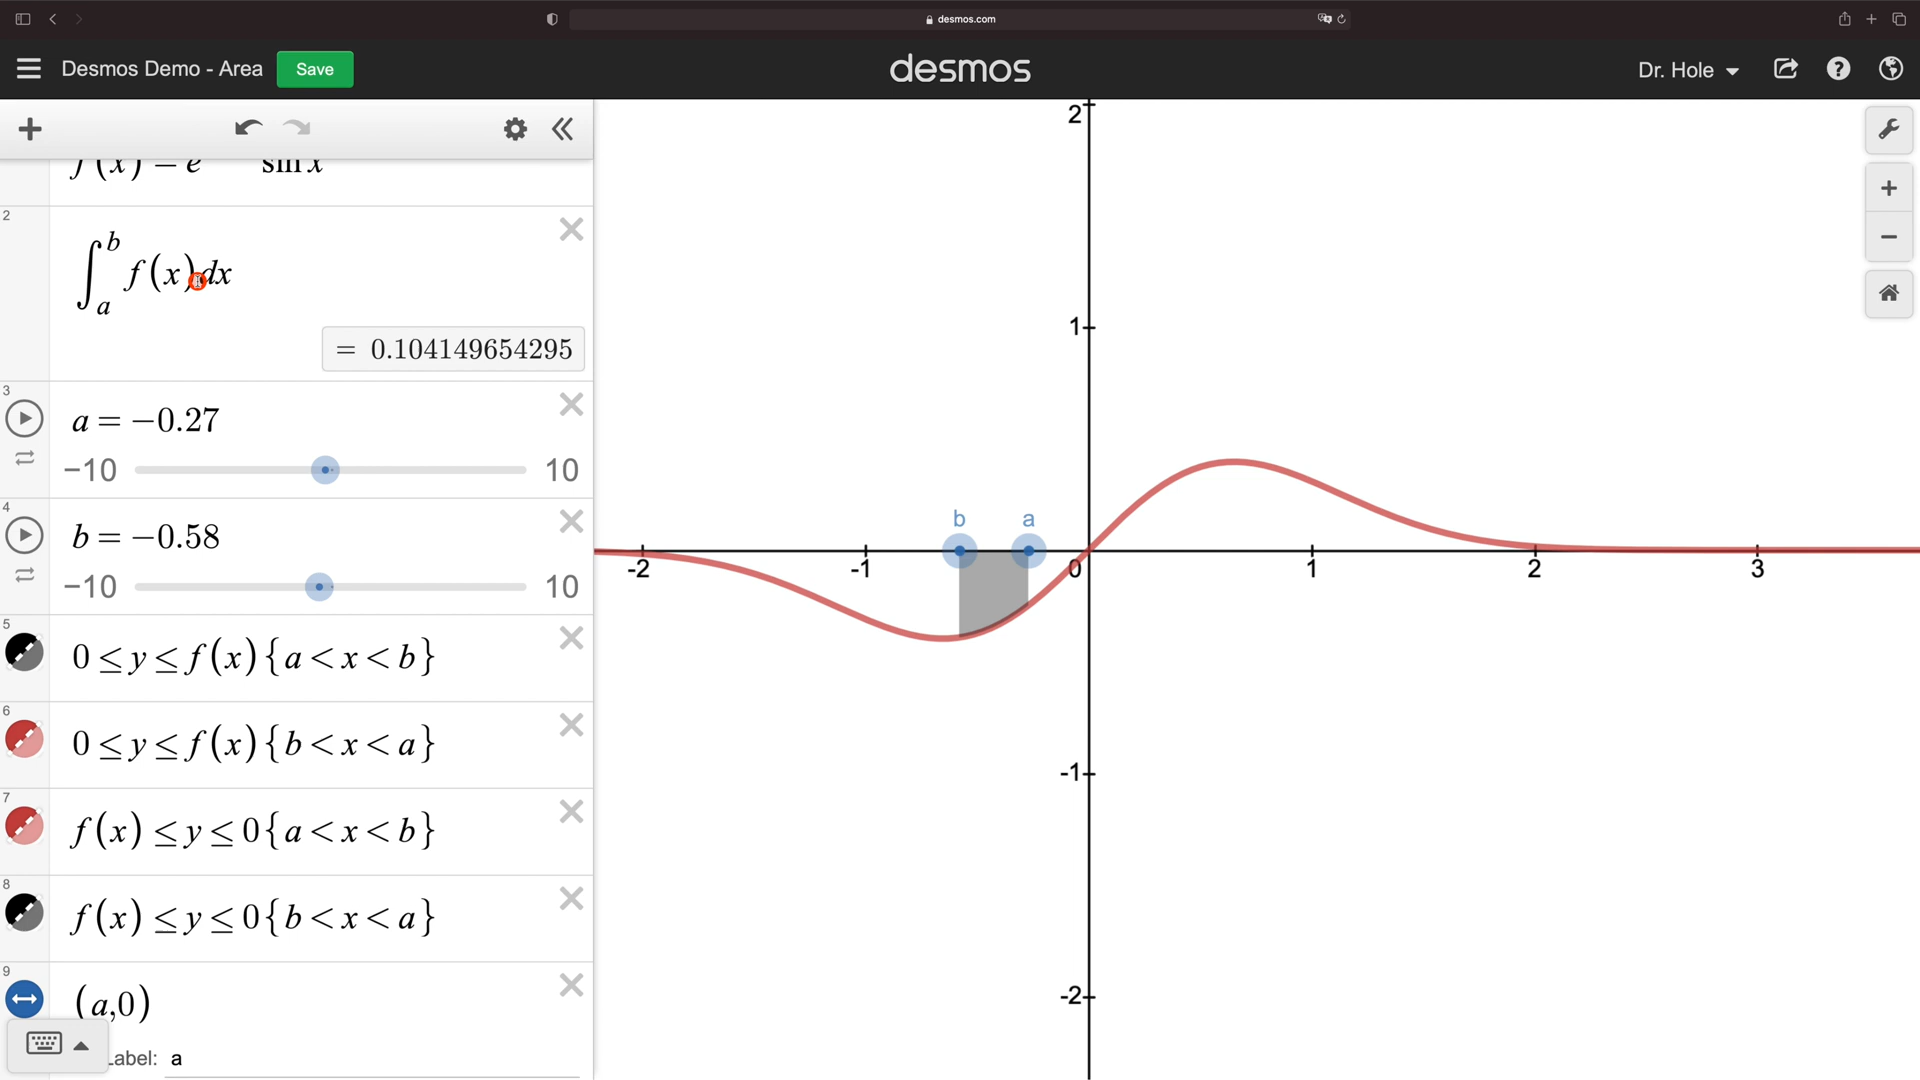 desmos.com
Desmos Demo - Area Save desmos Dr. Hole
f(x) = e sin x
2
∫_a^b f(x)dx
= 0.104149654295
3
a = −0.27
−10 10
4
b = −0.58
−10 10
5
0 ≤ y ≤ f(x){a < x < b}
6
0 ≤ y ≤ f(x){b < x < a}
7
f(x) ≤ y ≤ 0{a < x < b}
8
f(x) ≤ y ≤ 0{b < x < a}
9
(a,0)
Label: a
2
1
b a
-2 -1 0 1 2 3
-1
-2